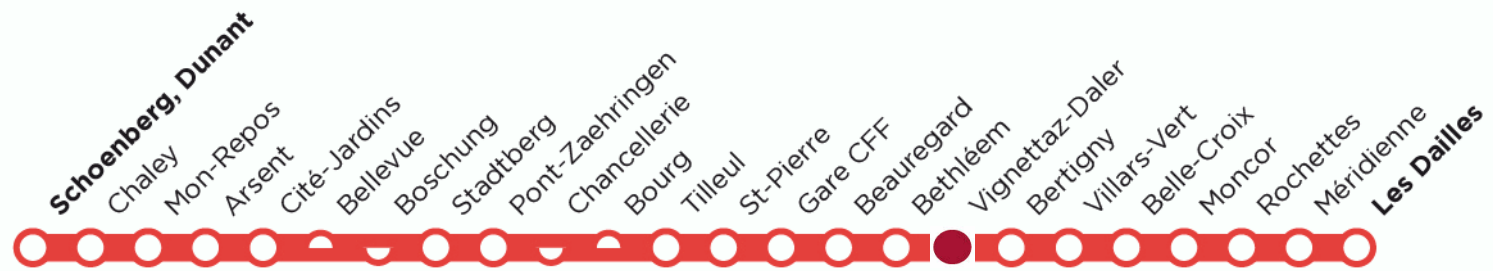 Schoenberg, Dunant
Chaley
Mon-Repos
Arsent
Cité-Jardins
Bellevue
Boschung
Stadtberg
Pont-Zaehringen
Chancellerie
Bourg
Tilleul
St-Pierre
Gare CFF
Beauregard
Bethléem
Vignettaz-Daler
Bertigny
Villars-Vert
Belle-Croix
Moncor
Rochettes
Méridienne
Les Dailles